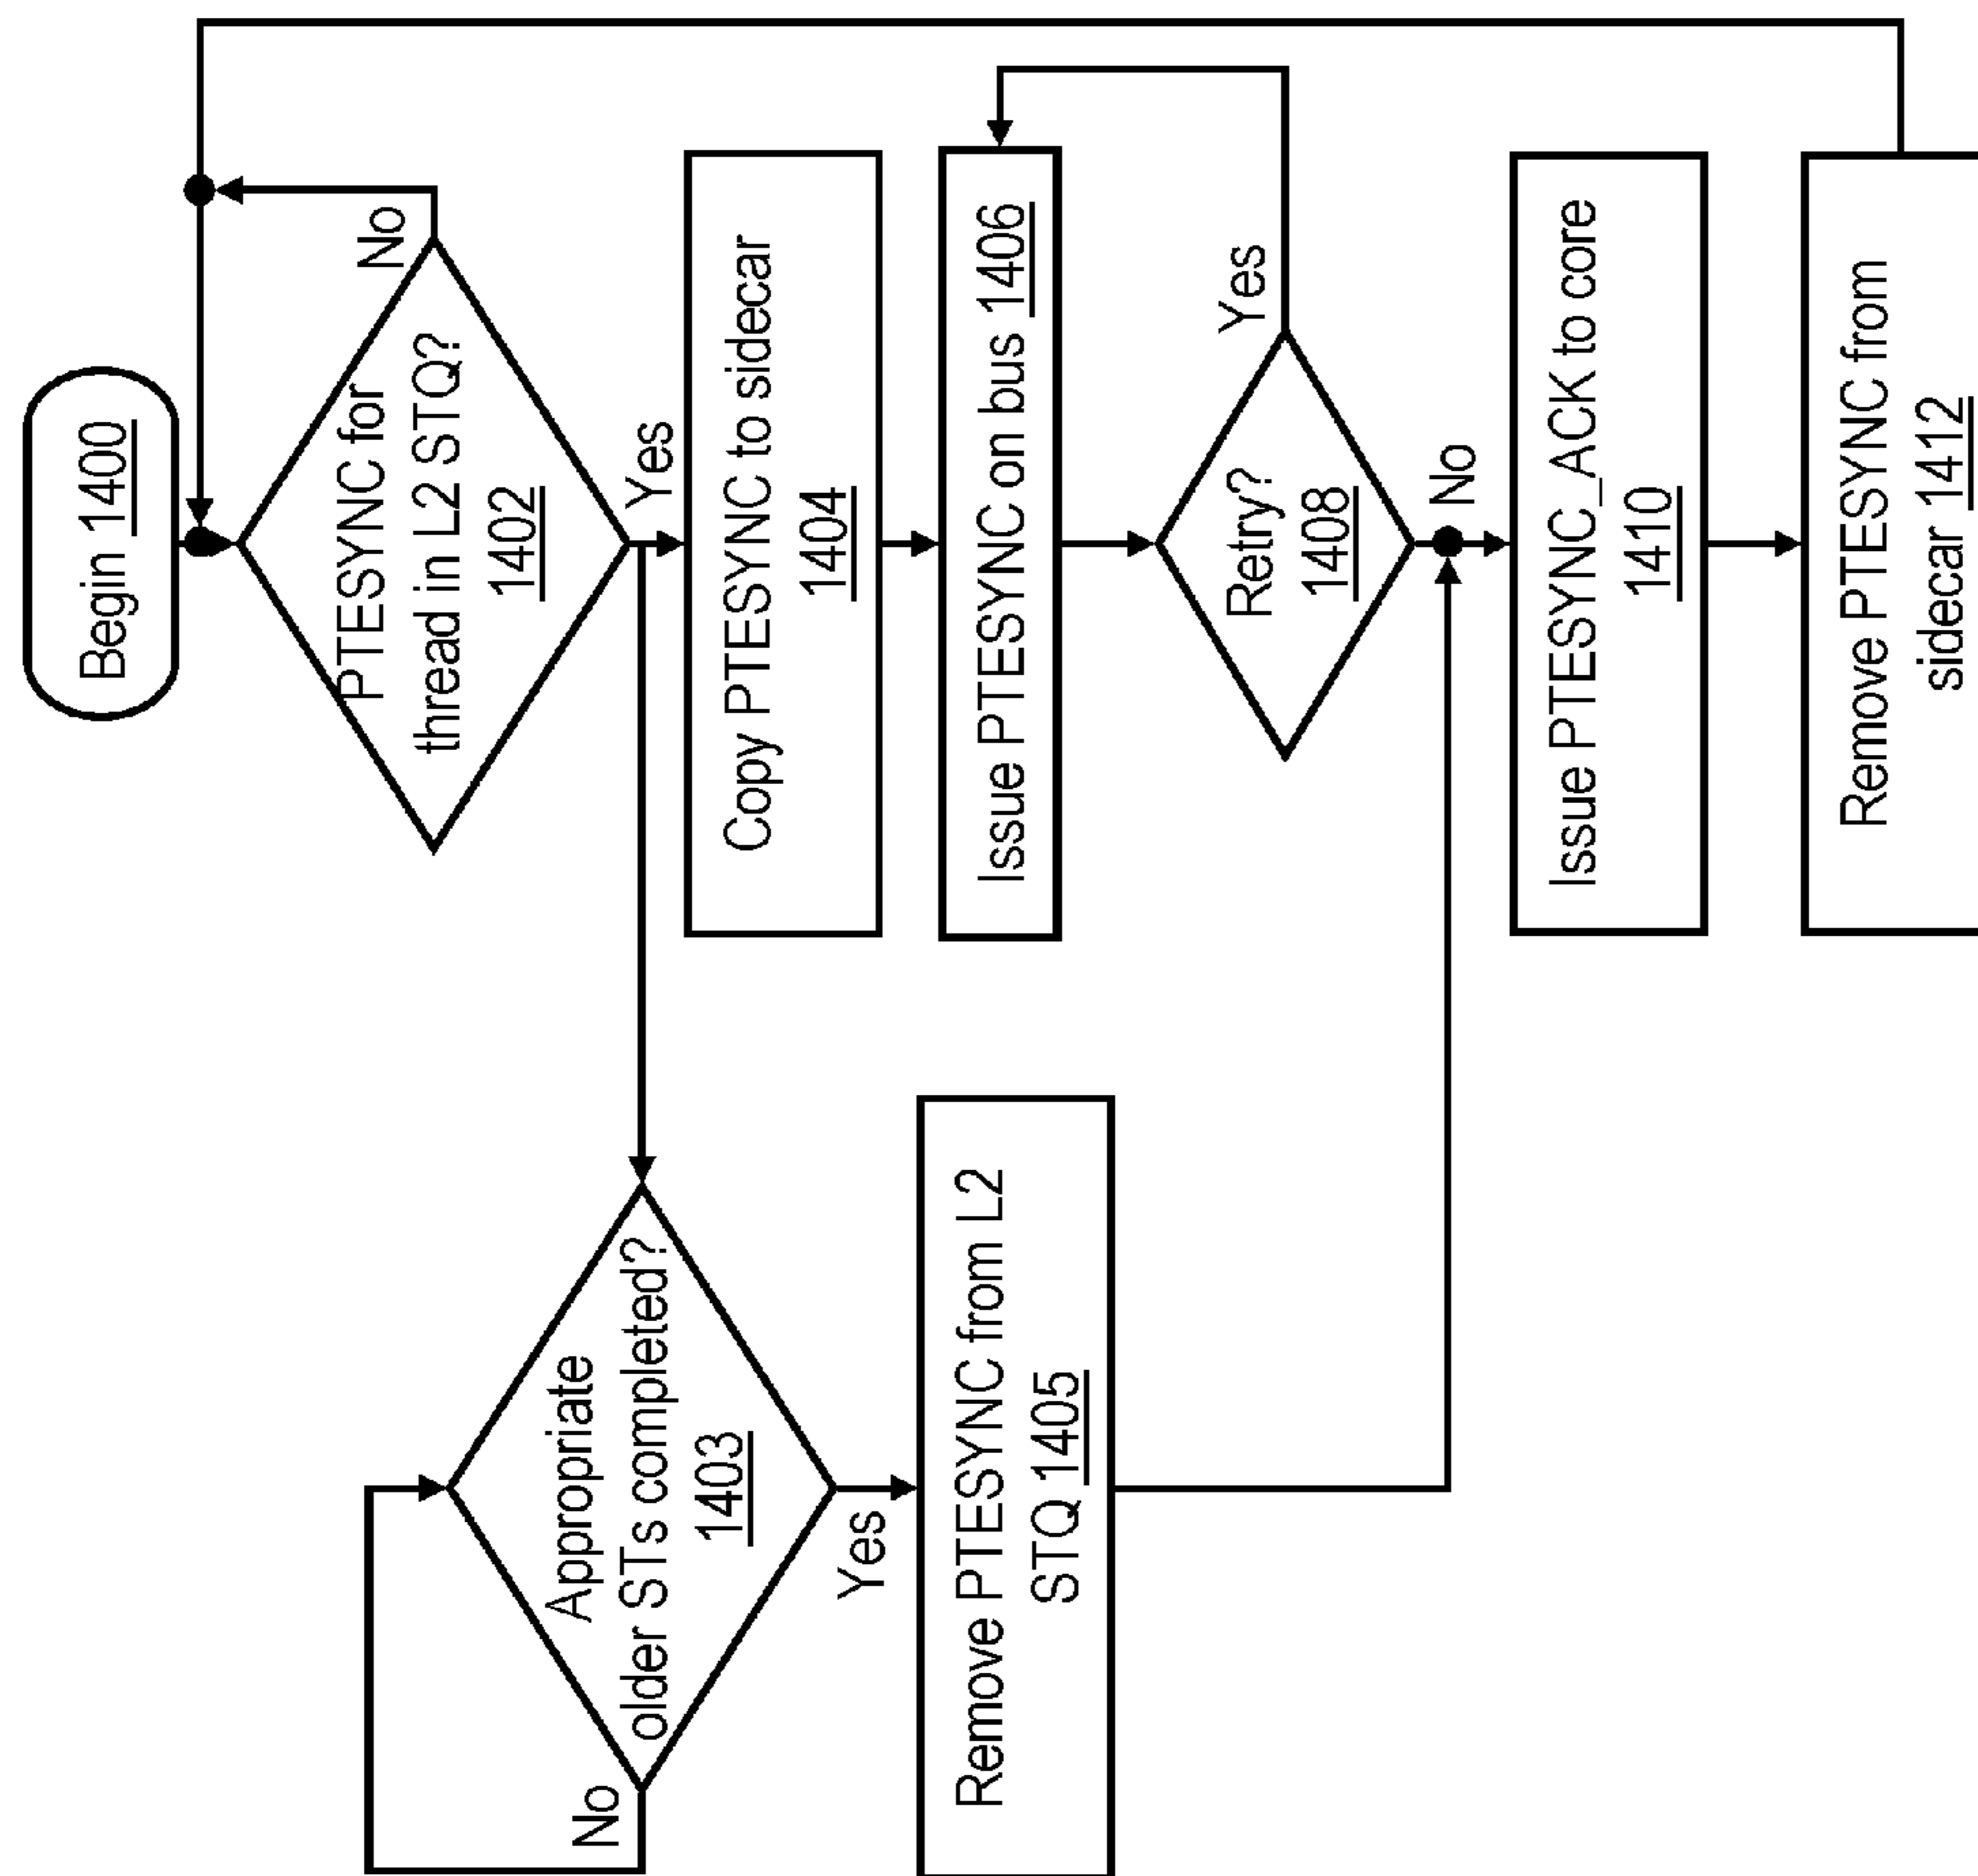 Begin 1400
PTESYNC for
thread in L2 STQ?
1402
No
Yes
Copy PTESYNC to sidecar
1404
Issue PTESYNC on bus 1406
Retry?
1408
Yes
No
Issue PTESYNC_ACK to core
1410
Remove PTESYNC from
sidecar 1412
Appropriate
older STs completed?
1403
No
Yes
Remove PTESYNC from L2
STQ 1405